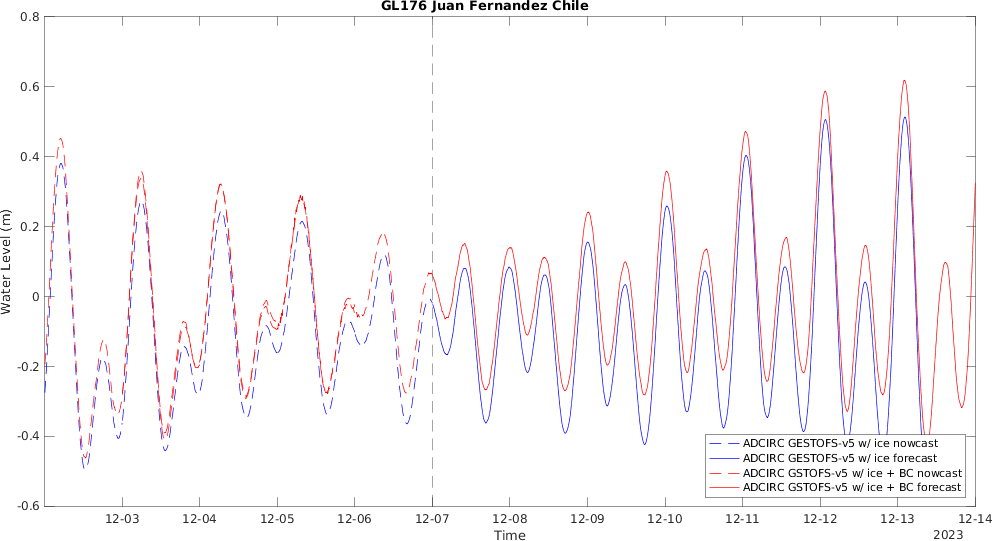 GL176 Juan Fernandez Chile
0.8
0.6
0.4
0.2
0
-0.2
-0.4
-0.6
Water Level (m)
ADCIRC GESTOFS-v5 w/ ice nowcast
ADCIRC GESTOFS-v5 w/ ice forecast
ADCIRC GSTOFS-v5 w/ ice + BC nowcast
ADCIRC GSTOFS-v5 w/ ice + BC forecast
12-03 12-04 12-05 12-06 12-07 12-08 12-09 12-10 12-11 12-12 12-13 12-14
Time
2023